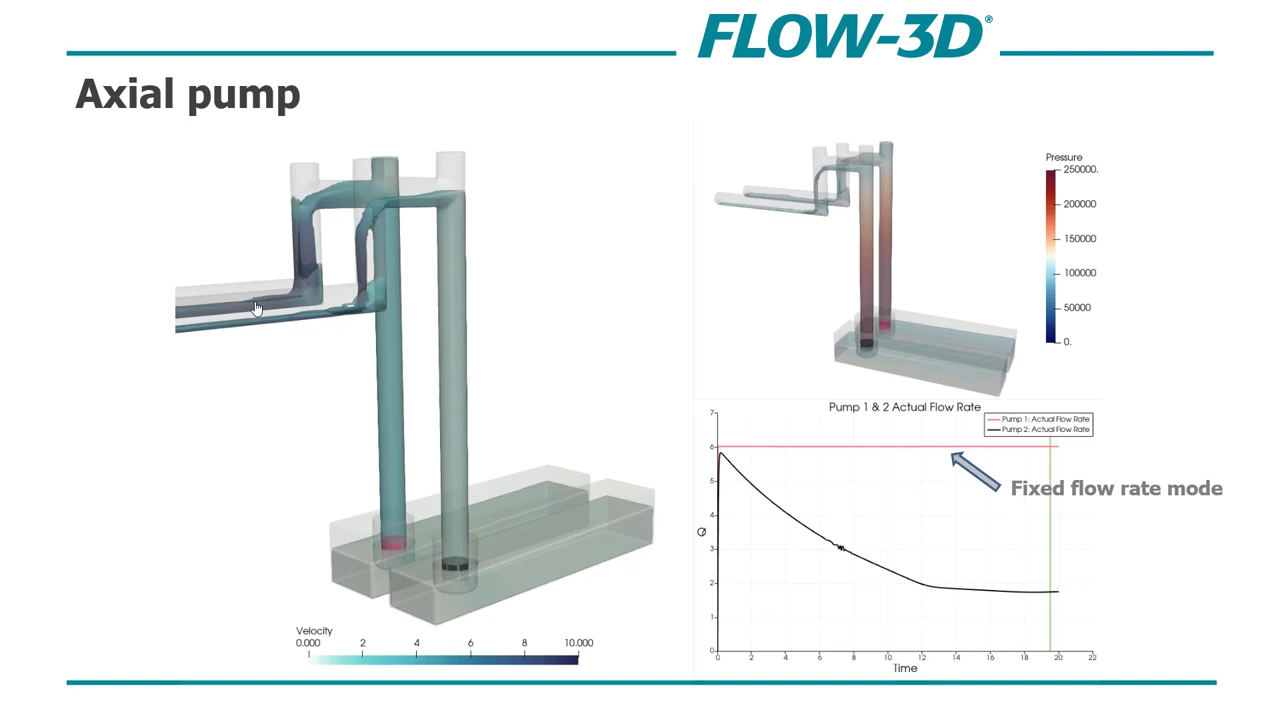 FLOW-3D®
Axial pump
Velocity
0.000 2 4 6 8 10.000
Pressure
250000.
200000
150000
100000
50000
0.
Pump 1 & 2 Actual Flow Rate
Pump 1: Actual Flow Rate
Pump 2: Actual Flow Rate
Fixed flow rate mode
7
6
5
4
3
2
1
0
Q
0 2 4 6 8 10 12 14 16 18 20 22
Time